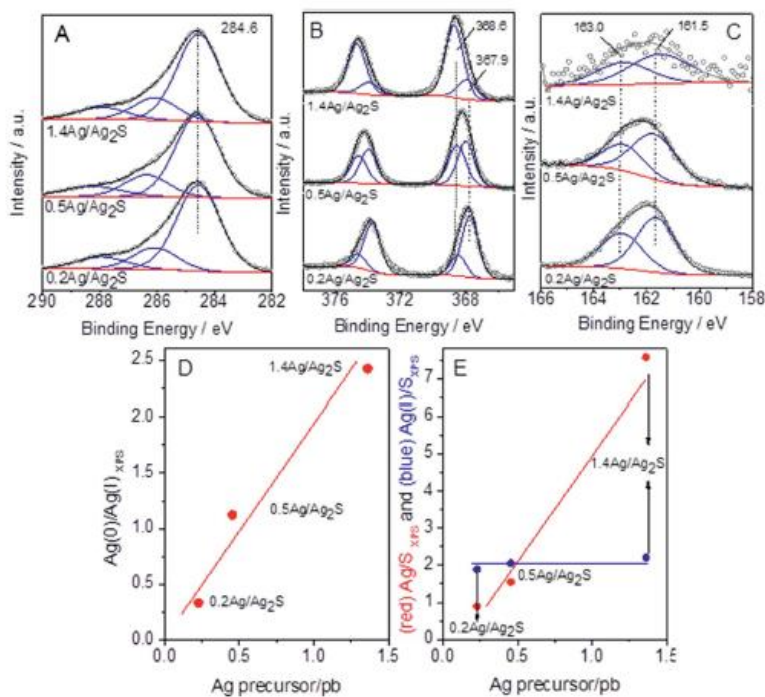 A
284.6
1.4Ag/Ag2S
0.5Ag/Ag2S
0.2Ag/Ag2S
Intensity / a.u.
290 288 286 284 282
Binding Energy / eV
B
368.6
367.9
1.4Ag/Ag2S
0.5Ag/Ag2S
0.2Ag/Ag2S
Intensity / a.u.
376 372 368
Binding Energy / eV
163.0
161.5
C
1.4Ag/Ag2S
0.5Ag/Ag2S
0.2Ag/Ag2S
Intensity / a.u.
166 164 162 160 158
Binding Energy / eV
D
1.4Ag/Ag2S
0.5Ag/Ag2S
0.2Ag/Ag2S
Ag(0)/Ag(I) XPS
2.5
2.0
1.5
1.0
0.5
0.0
0.0 0.5 1.0 1.5
Ag precursor/pb
E
1.4Ag/Ag2S
0.5Ag/Ag2S
0.2Ag/Ag2S
(red) Ag/S XPS and (blue) Ag(I)/S XPS
7
6
5
4
3
2
1
0
0.0 0.5 1.0 1.5
Ag precursor/pb